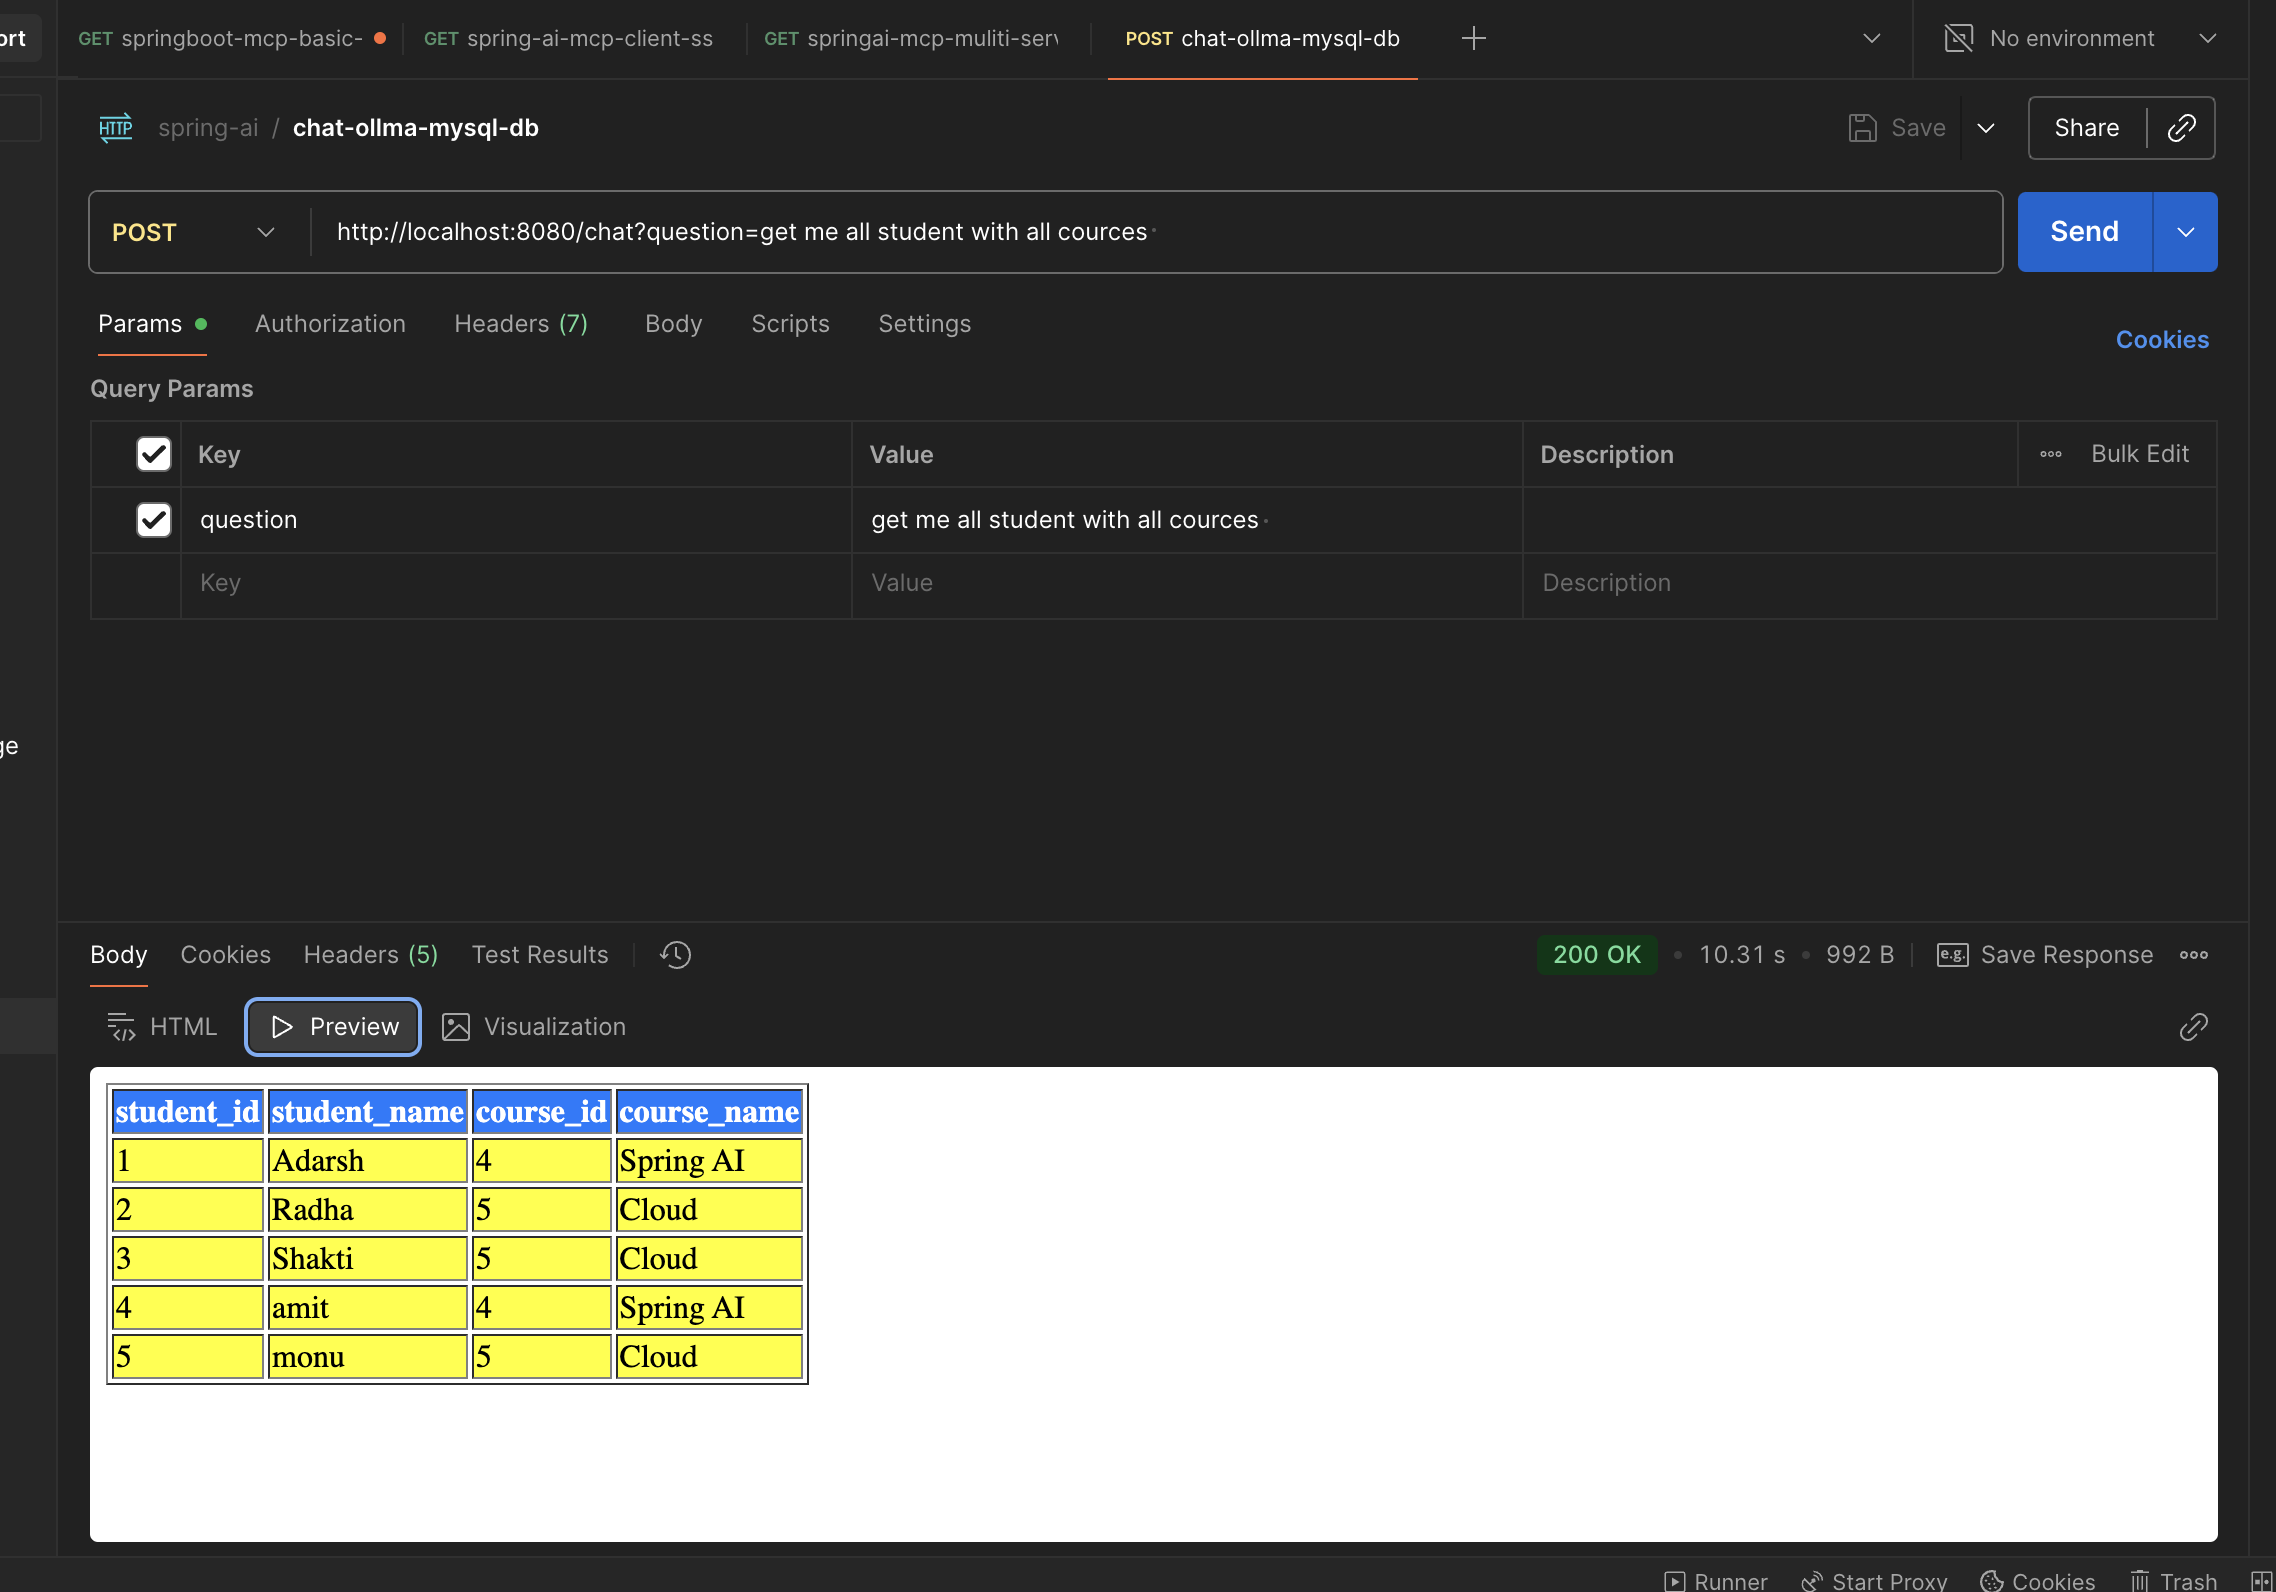 ort
GET springboot-mcp-basic-
GET spring-ai-mcp-client-ss
GET springai-mcp-muliti-serv
POST chat-ollma-mysql-db
No environment
HTTP spring-ai / chat-ollma-mysql-db
Save
Share
POST http://localhost:8080/chat?question=get me all student with all cources
Send
Params Authorization Headers (7) Body Scripts Settings
Cookies
Query Params
Key Value Description Bulk Edit
question get me all student with all cources
Key Value Description
ge
Body Cookies Headers (5) Test Results
200 OK • 10.31 s • 992 B
e.g. Save Response
HTML Preview Visualization
student_id student_name course_id course_name
1 Adarsh 4 Spring AI
2 Radha 5 Cloud
3 Shakti 5 Cloud
4 amit 4 Spring AI
5 monu 5 Cloud
Runner Start Proxy Cookies Trash